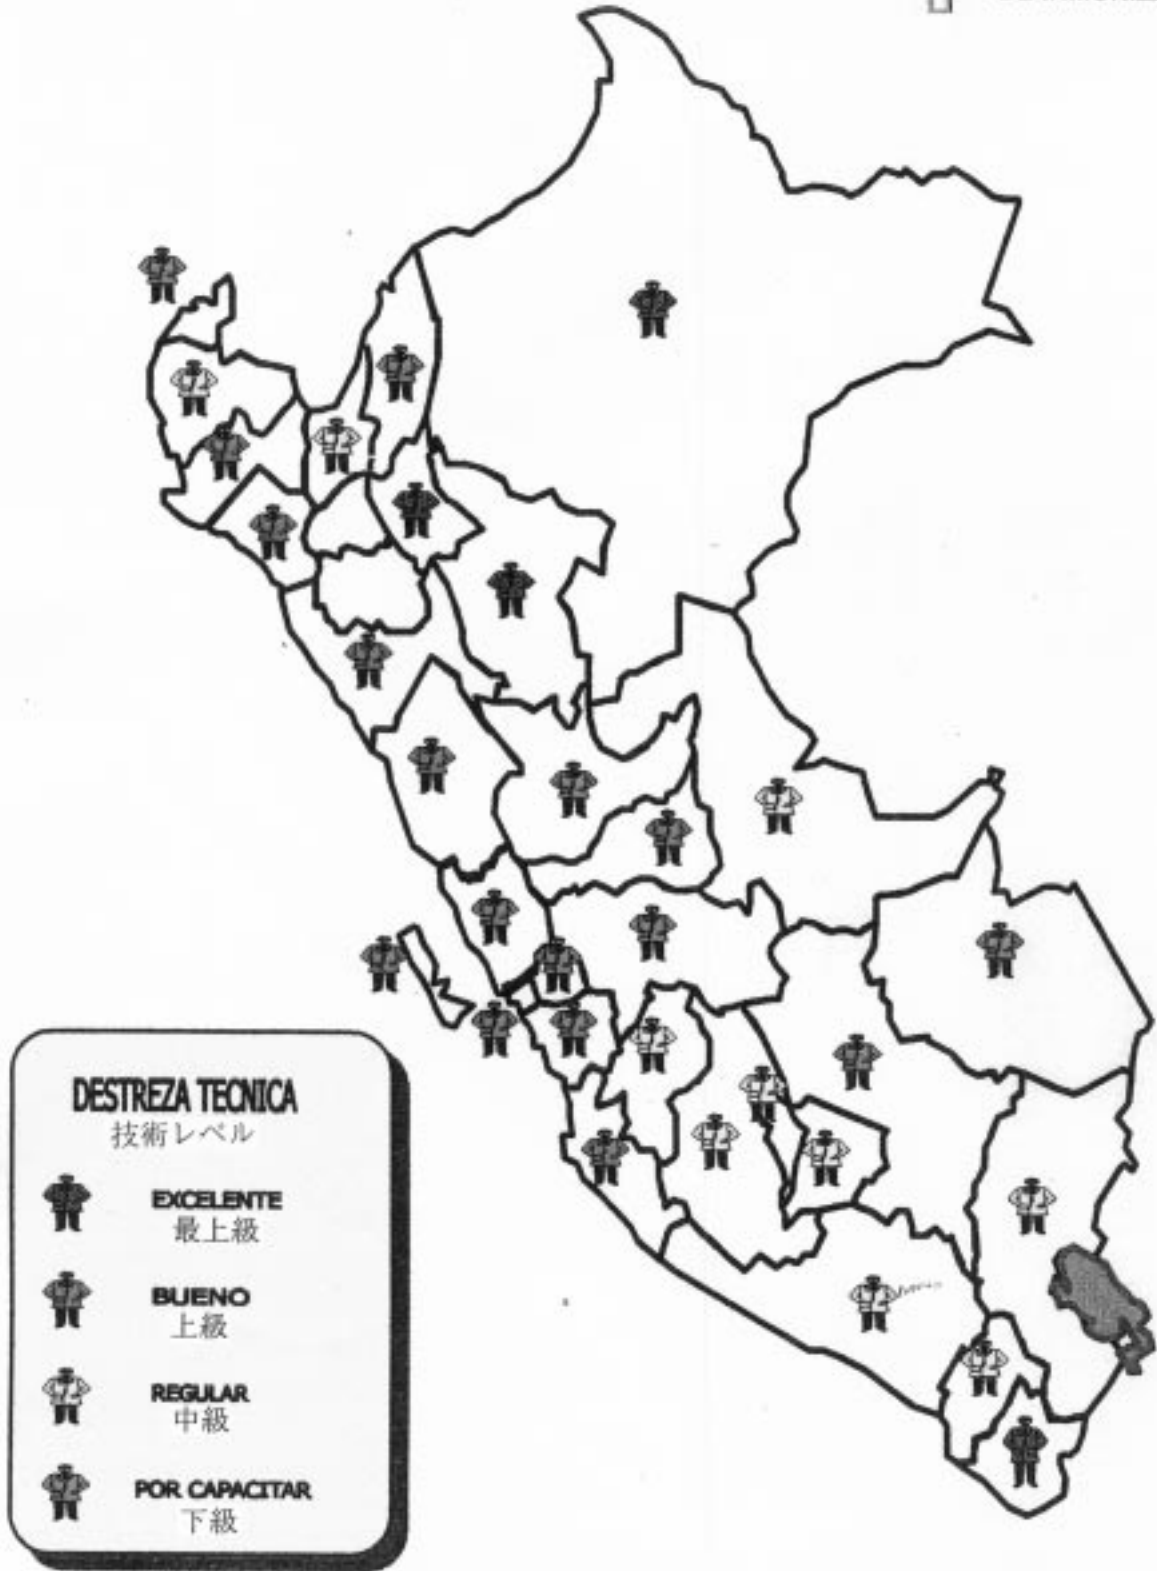 DESTREZA TECNICA
技術レベル
EXCELENTE
最上級
BUENO
上級
REGULAR
中級
POR CAPACITAR
下級